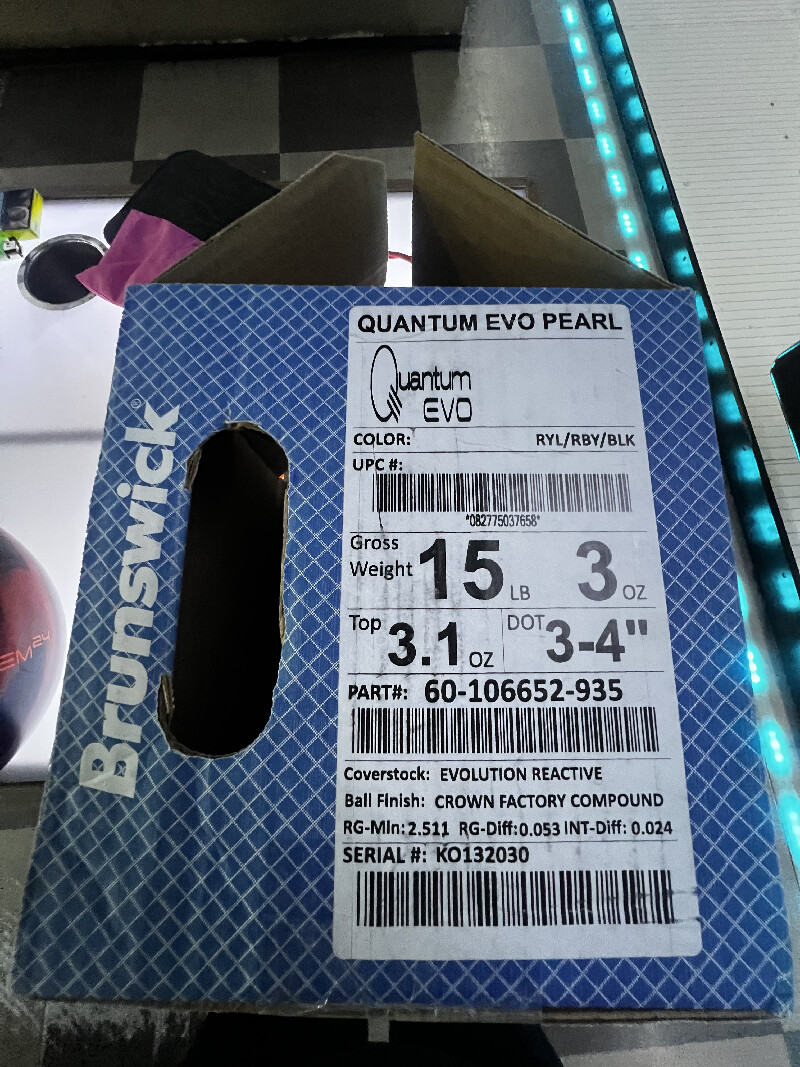 QUANTUM EVO PEARL
Quantum
EVO
COLOR: RYL/RBY/BLK
UPC #:
*082775037658*
Gross Weight 15 LB 3 OZ
Top 3.1 OZ DOT 3-4"
PART#: 60-106652-935
Coverstock: EVOLUTION REACTIVE
Ball Finish: CROWN FACTORY COMPOUND
RG-Min: 2.511 RG-Diff: 0.053 INT-Diff: 0.024
SERIAL #: KO132030
Brunswick®